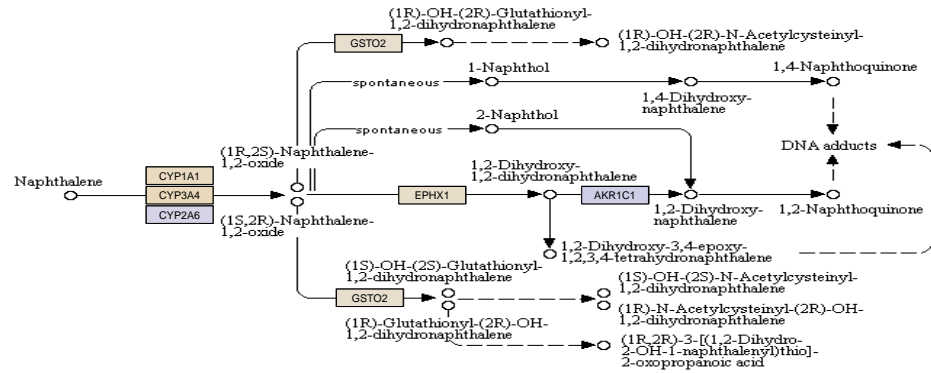 (1R)-OH-(2R)-Glutathionyl-
1,2-dihydronaphthalene
GSTO2
(1R)-OH-(2R)-N-Acetylcysteinyl-
1,2-dihydronaphthalene
1-Naphthol
1,4-Naphthoquinone
spontaneous
1,4-Dihydroxy-
naphthalene
2-Naphthol
spontaneous
DNA adducts
(1R,2S)-Naphthalene-
1,2-oxide
1,2-Dihydroxy-
1,2-dihydronaphthalene
Naphthalene
CYP1A1
CYP3A4
CYP2A6
EPHX1
AKR1C1
(1S,2R)-Naphthalene-
1,2-oxide
1,2-Dihydroxy-
naphthalene
1,2-Naphthoquinone
1,2-Dihydroxy-3,4-epoxy-
1,2,3,4-tetrahydronaphthalene
(1S)-OH-(2S)-Glutathionyl-
1,2-dihydronaphthalene
GSTO2
(1S)-OH-(2S)-N-Acetylcysteinyl-
1,2-dihydronaphthalene
(1R)-N-Acetylcysteinyl-(2R)-OH-
1,2-dihydronaphthalene
(1R)-Glutathionyl-(2R)-OH-
1,2-dihydronaphthalene
(1R,2R)-3-[(1,2-Dihydro-
2-OH-1-naphthalenyl)thio]-
2-oxopropanoic acid